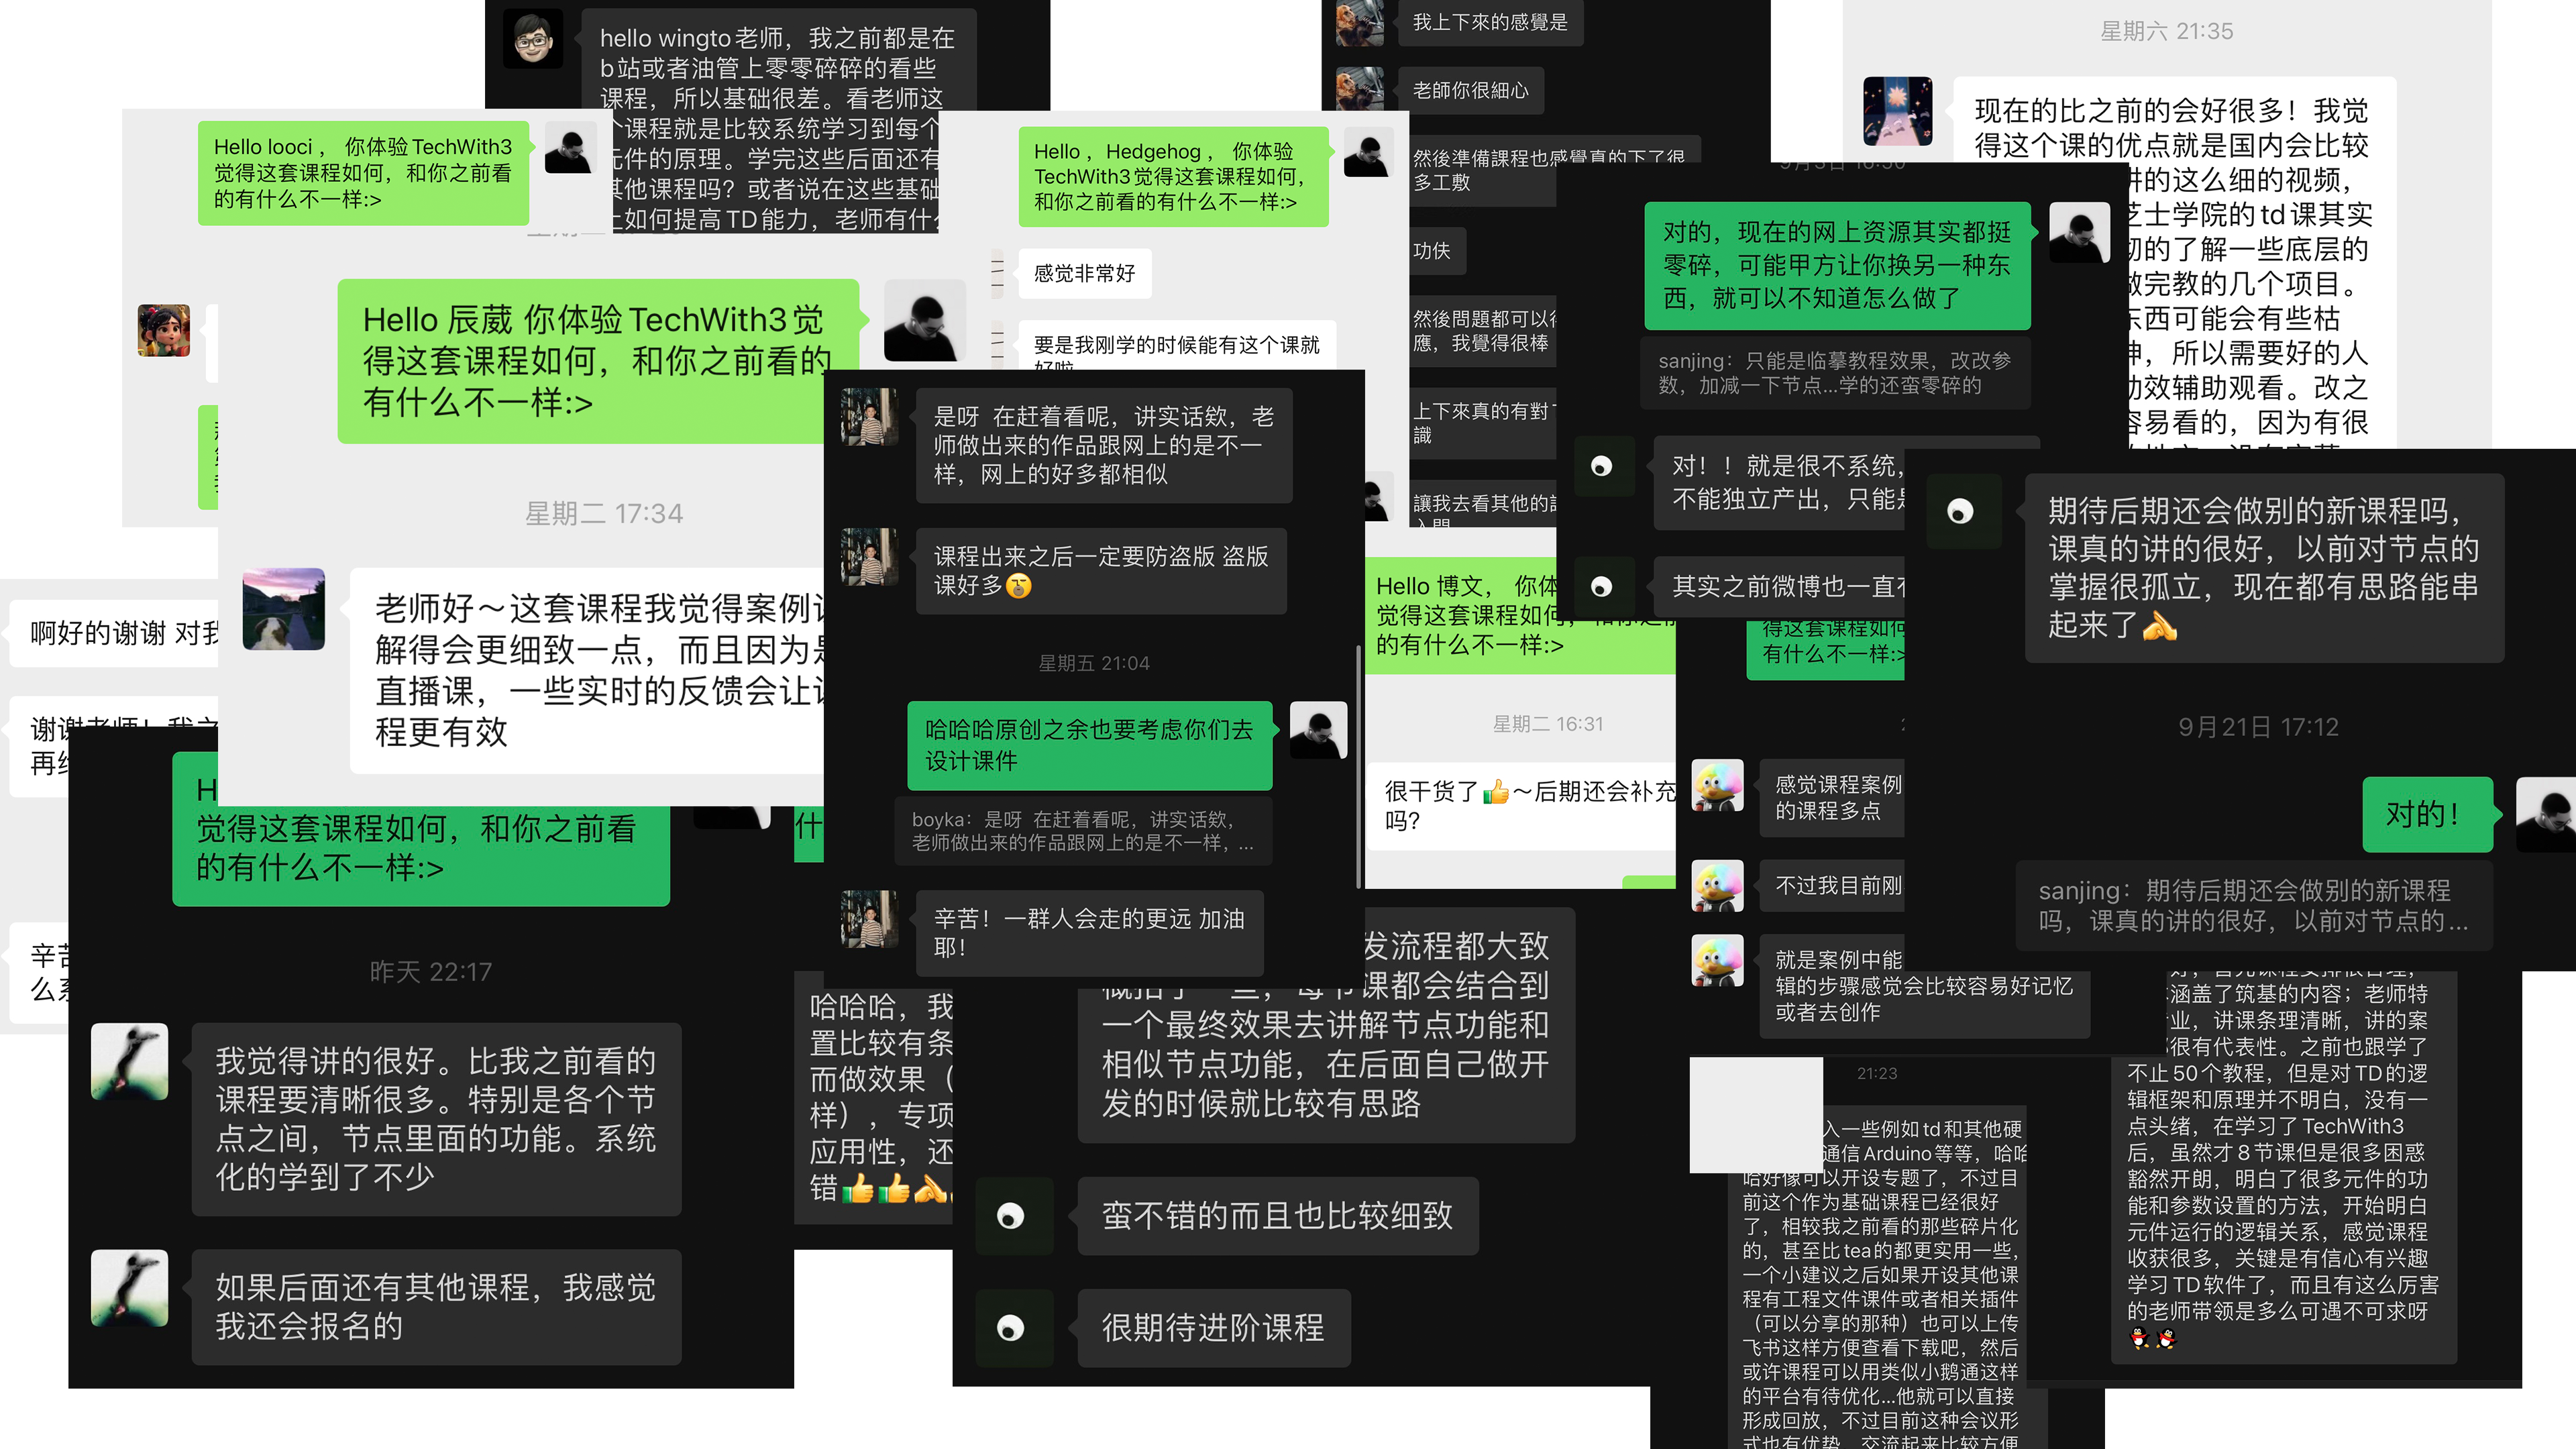 hello wingto老师，我之前都是在
b站或者油管上零零碎碎的看些
课程，所以基础很差。看老师这
个课程就是比较系统学习到每个
元件的原理。学完这些后面还有
其他课程吗？或者说在这些基础
上如何提高TD能力，老师有什么
Hello looci ， 你体验TechWith3
觉得这套课程如何，和你之前看
的有什么不一样:>
Hello 辰葳 你体验TechWith3觉
得这套课程如何，和你之前看的
有什么不一样:>
星期二 17:34
老师好～这套课程我觉得案例讲
解得会更细致一点，而且因为是
直播课，一些实时的反馈会让课
程更有效
啊好的谢谢 对我
谢谢老师！我之
再约
辛苦
么系
觉得这套课程如何，和你之前看
的有什么不一样:>
昨天 22:17
我觉得讲的很好。比我之前看的
课程要清晰很多。特别是各个节
点之间，节点里面的功能。系统
化的学到了不少
如果后面还有其他课程，我感觉
我还会报名的
Hello ，Hedgehog ， 你体验
TechWith3觉得这套课程如何，
和你之前看的有什么不一样:>
感觉非常好
要是我刚学的时候能有这个课就
好啦
是呀 在赶着看呢，讲实话欸，老
师做出来的作品跟网上的是不一
样，网上的好多都相似
课程出来之后一定要防盗版 盗版
课好多😮
星期五 21:04
哈哈哈原创之余也要考虑你们去
设计课件
boyka：是呀 在赶着看呢，讲实话欸，
老师做出来的作品跟网上的是不一样，...
辛苦！一群人会走的更远 加油
耶！
什
哈哈哈，我
置比较有条
而做效果（
样），专项
应用性，还
错👍👍
发流程都大致
概括了一些，每节课都会结合到
一个最终效果去讲解节点功能和
相似节点功能，在后面自己做开
发的时候就比较有思路
蛮不错的而且也比较细致
很期待进阶课程
我上下來的感覺是
老師你很細心
然後準備課程也感覺真的下了很
多工敷
功伕
然後問題都可以得
應，我覺得很棒
上下來真的有對
識
讓我去看其他的
入門
Hello 博文， 你体
觉得这套课程如何，和你之前
的有什么不一样:>
星期二 16:31
很干货了👍～后期还会补充
吗？
9月3日 16:30
对的，现在的网上资源其实都挺
零碎，可能甲方让你换另一种东
西，就可以不知道怎么做了
sanjing：只能是临摹教程效果，改改参
数，加减一下节点...学的还蛮零碎的
对！！就是很不系统，
不能独立产出，只能是
其实之前微博也一直有
得这套课程如何
有什么不一样:>
感觉课程案例
的课程多点
不过我目前刚
就是案例中能
辑的步骤感觉会比较容易好记忆
或者去创作
星期六 21:35
现在的比之前的会好很多！我觉
得这个课的优点就是国内会比较
讲的这么细的视频，
芝士学院的td课其实
初的了解一些底层的
做完教的几个项目。
东西可能会有些枯
，所以需要好的人
功效辅助观看。改之
容易看的，因为有很
期待后期还会做别的新课程吗，
课真的讲的很好，以前对节点的
掌握很孤立，现在都有思路能串
起来了
9月21日 17:12
对的！
sanjing：期待后期还会做别的新课程
吗，课真的讲的很好，以前对节点的...
21:23
入一些例如td和其他硬
通信Arduino等等，哈哈
哈好像可以开设专题了，不过目
前这个作为基础课程已经很好
了，相较我之前看的那些碎片化
的，甚至比tea的都更实用一些，
一个小建议之后如果开设其他课
程有工程文件课件或者相关插件
（可以分享的那种）也可以上传
飞书这样方便查看下载吧，然后
或许课程可以用类似小鹅通这样
的平台有待优化...他就可以直接
形成回放，不过目前这种会议形
式也有优势，交流起来比较方便
好，首先课程安排很合理，
涵盖了筑基的内容；老师特
业，讲课条理清晰，讲的案
很有代表性。之前也跟学了
不止50个教程，但是对TD的逻
辑框架和原理并不明白，没有一
点头绪，在学习了TechWith3
后，虽然才8节课但是很多困惑
豁然开朗，明白了很多元件的功
能和参数设置的方法，开始明白
元件运行的逻辑关系，感觉课程
收获很多，关键是有信心有兴趣
学习TD软件了，而且有这么厉害
的老师带领是多么可遇不可求呀
🐧🐧